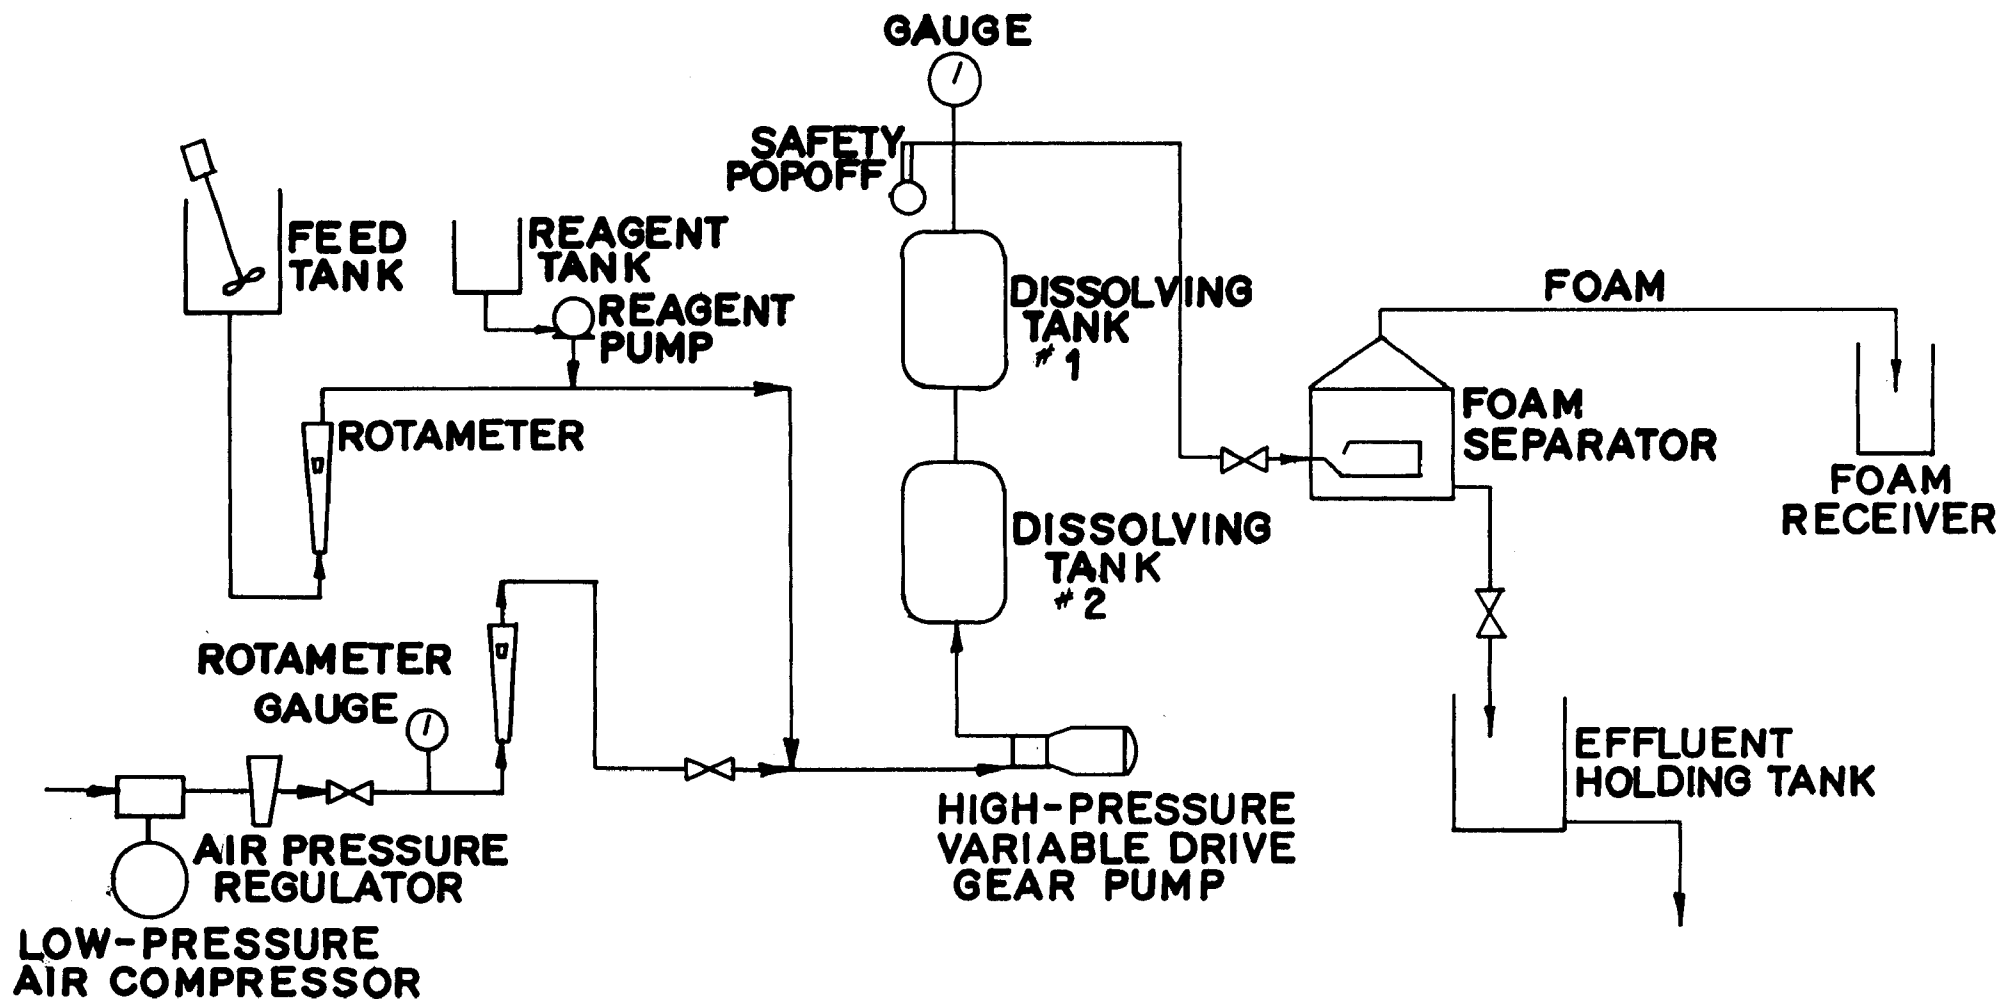 GAUGE
SAFETY
POPOFF
FEED
TANK
REAGENT
TANK
REAGENT
PUMP
DISSOLVING
TANK
#1
FOAM
ROTAMETER
FOAM
SEPARATOR
FOAM
RECEIVER
DISSOLVING
TANK
#2
ROTAMETER
GAUGE
EFFLUENT
HOLDING TANK
HIGH-PRESSURE
VARIABLE DRIVE
GEAR PUMP
AIR PRESSURE
REGULATOR
LOW-PRESSURE
AIR COMPRESSOR